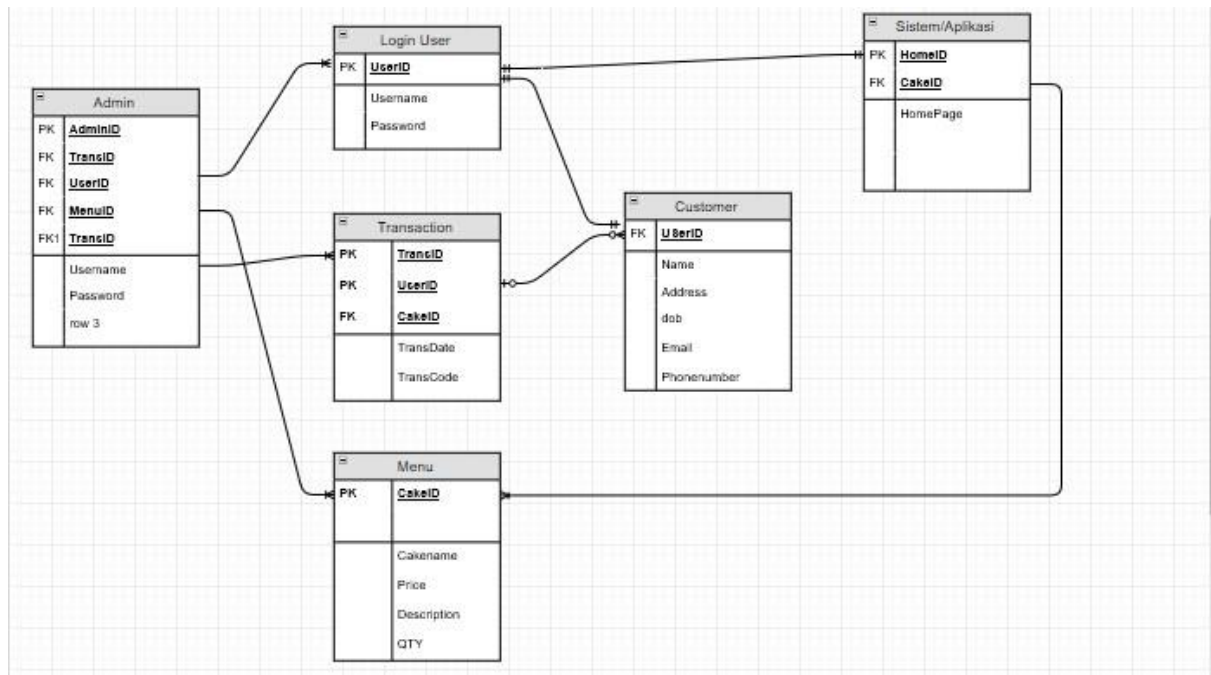 Login User
PK UserID
Username
Password
Sistem/Aplikasi
PK HomeID
FK CakeID
HomePage
Admin
PK AdminID
FK TransID
FK UserID
FK MenuID
FK1 TransID
Username
Password
row 3
Transaction
PK TransID
PK UserID
FK CakeID
TransDate
TransCode
Customer
FK USerID
Name
Address
dob
Email
Phonenumber
Menu
PK CakeID
Cakename
Price
Description
QTY